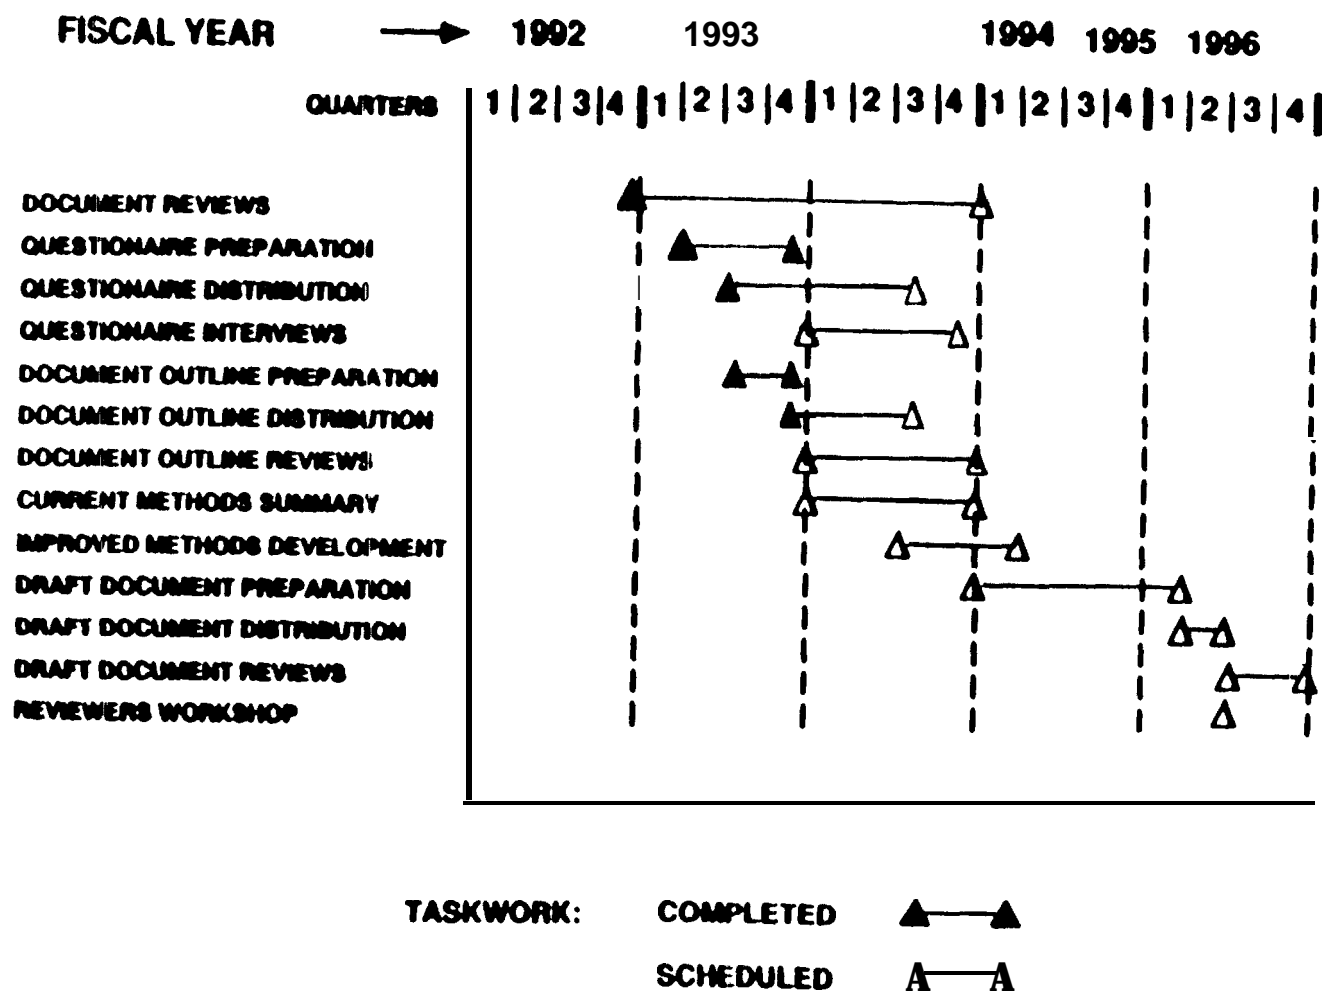 FISCAL YEAR 1992 1993 1994 1995 1996
QUARTERS 1 2 3 4 1 2 3 4 1 2 3 4 1 2 3 4 1 2 3 4
DOCUMENT REVIEWS
QUESTIONAIRE PREPARATION
QUESTIONAIRE DISTRIBUTION
QUESTIONAIRE INTERVIEWS
DOCUMENT OUTLINE PREPARATION
DOCUMENT OUTLINE DISTRIBUTION
DOCUMENT OUTLINE REVIEWS
CURRENT METHODS SUMMARY
IMPROVED METHODS DEVELOPMENT
DRAFT DOCUMENT PREPARATION
DRAFT DOCUMENT DISTRIBUTION
DRAFT DOCUMENT REVIEWS
REVIEWERS WORKSHOP
TASKWORK: COMPLETED
SCHEDULED